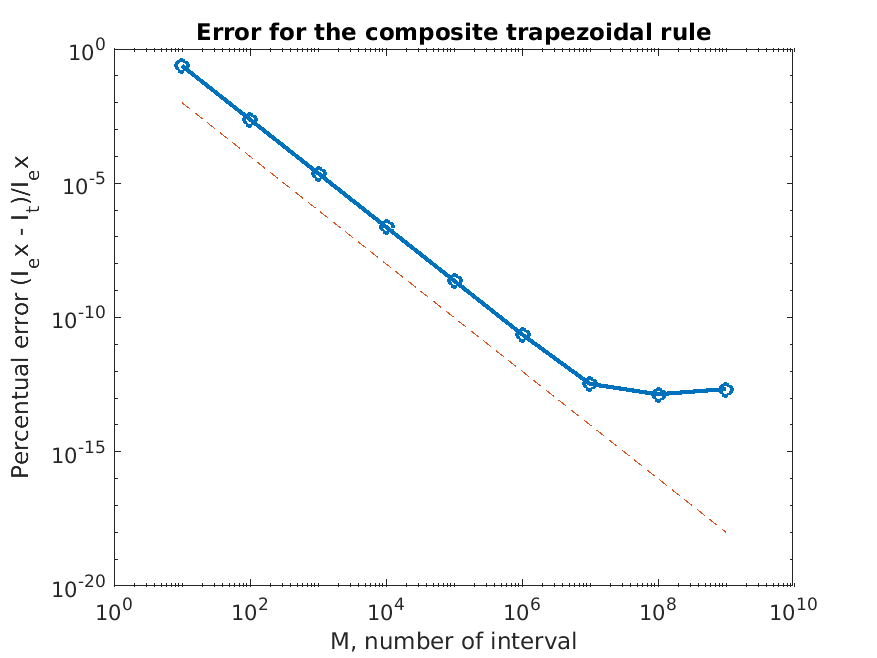 Error for the composite trapezoidal rule
Percentual error (I_e x - I_t)/I_e x
10^0
10^-5
10^-10
10^-15
10^-20
10^0 10^2 10^4 10^6 10^8 10^10
M, number of interval